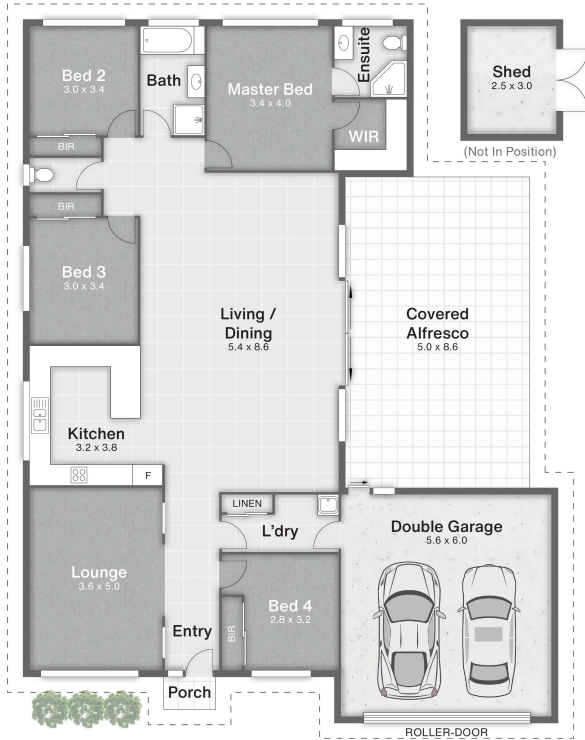 Bed 2
3.0 x 3.4
BIR
Bath
Master Bed
3.4 x 4.0
Ensuite
WIR
Shed
2.5 x 3.0
(Not In Position)
BIR
Bed 3
3.0 x 3.4
Living /
Dining
5.4 x 8.6
Covered
Alfresco
5.0 x 8.6
Kitchen
3.2 x 3.8
F
LINEN
L'dry
Double Garage
5.6 x 6.0
Lounge
3.6 x 5.0
Bed 4
2.8 x 3.2
BIR
Entry
Porch
ROLLER-DOOR